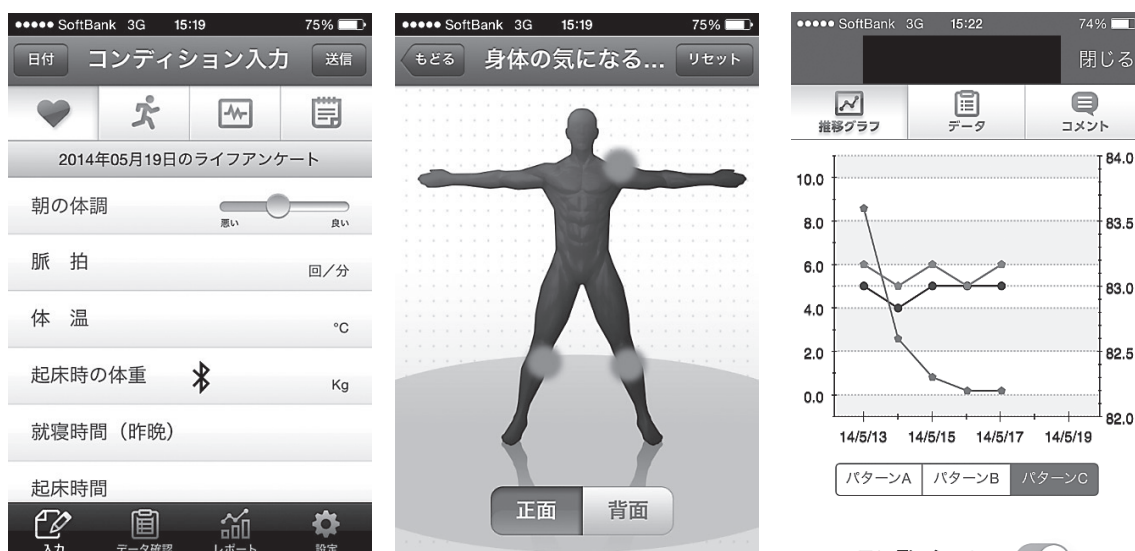 SoftBank 3G 15:19 75%
日付 コンディション入力 送信
2014年05月19日のライフアンケート
朝の体調
悪い 良い
脈 拍 回/分
体 温 °C
起床時の体重 Kg
就寝時間(昨晩)
起床時間
入力 データ確認 レポート 設定
SoftBank 3G 15:19 75%
もどる 身体の気になる... リセット
正面 背面
SoftBank 3G 15:22 74%
閉じる
推移グラフ データ コメント
10.0
8.0
6.0
4.0
2.0
0.0
84.0
83.5
83.0
82.5
82.0
14/5/13 14/5/15 14/5/17 14/5/19
パターンA パターンB パターンC